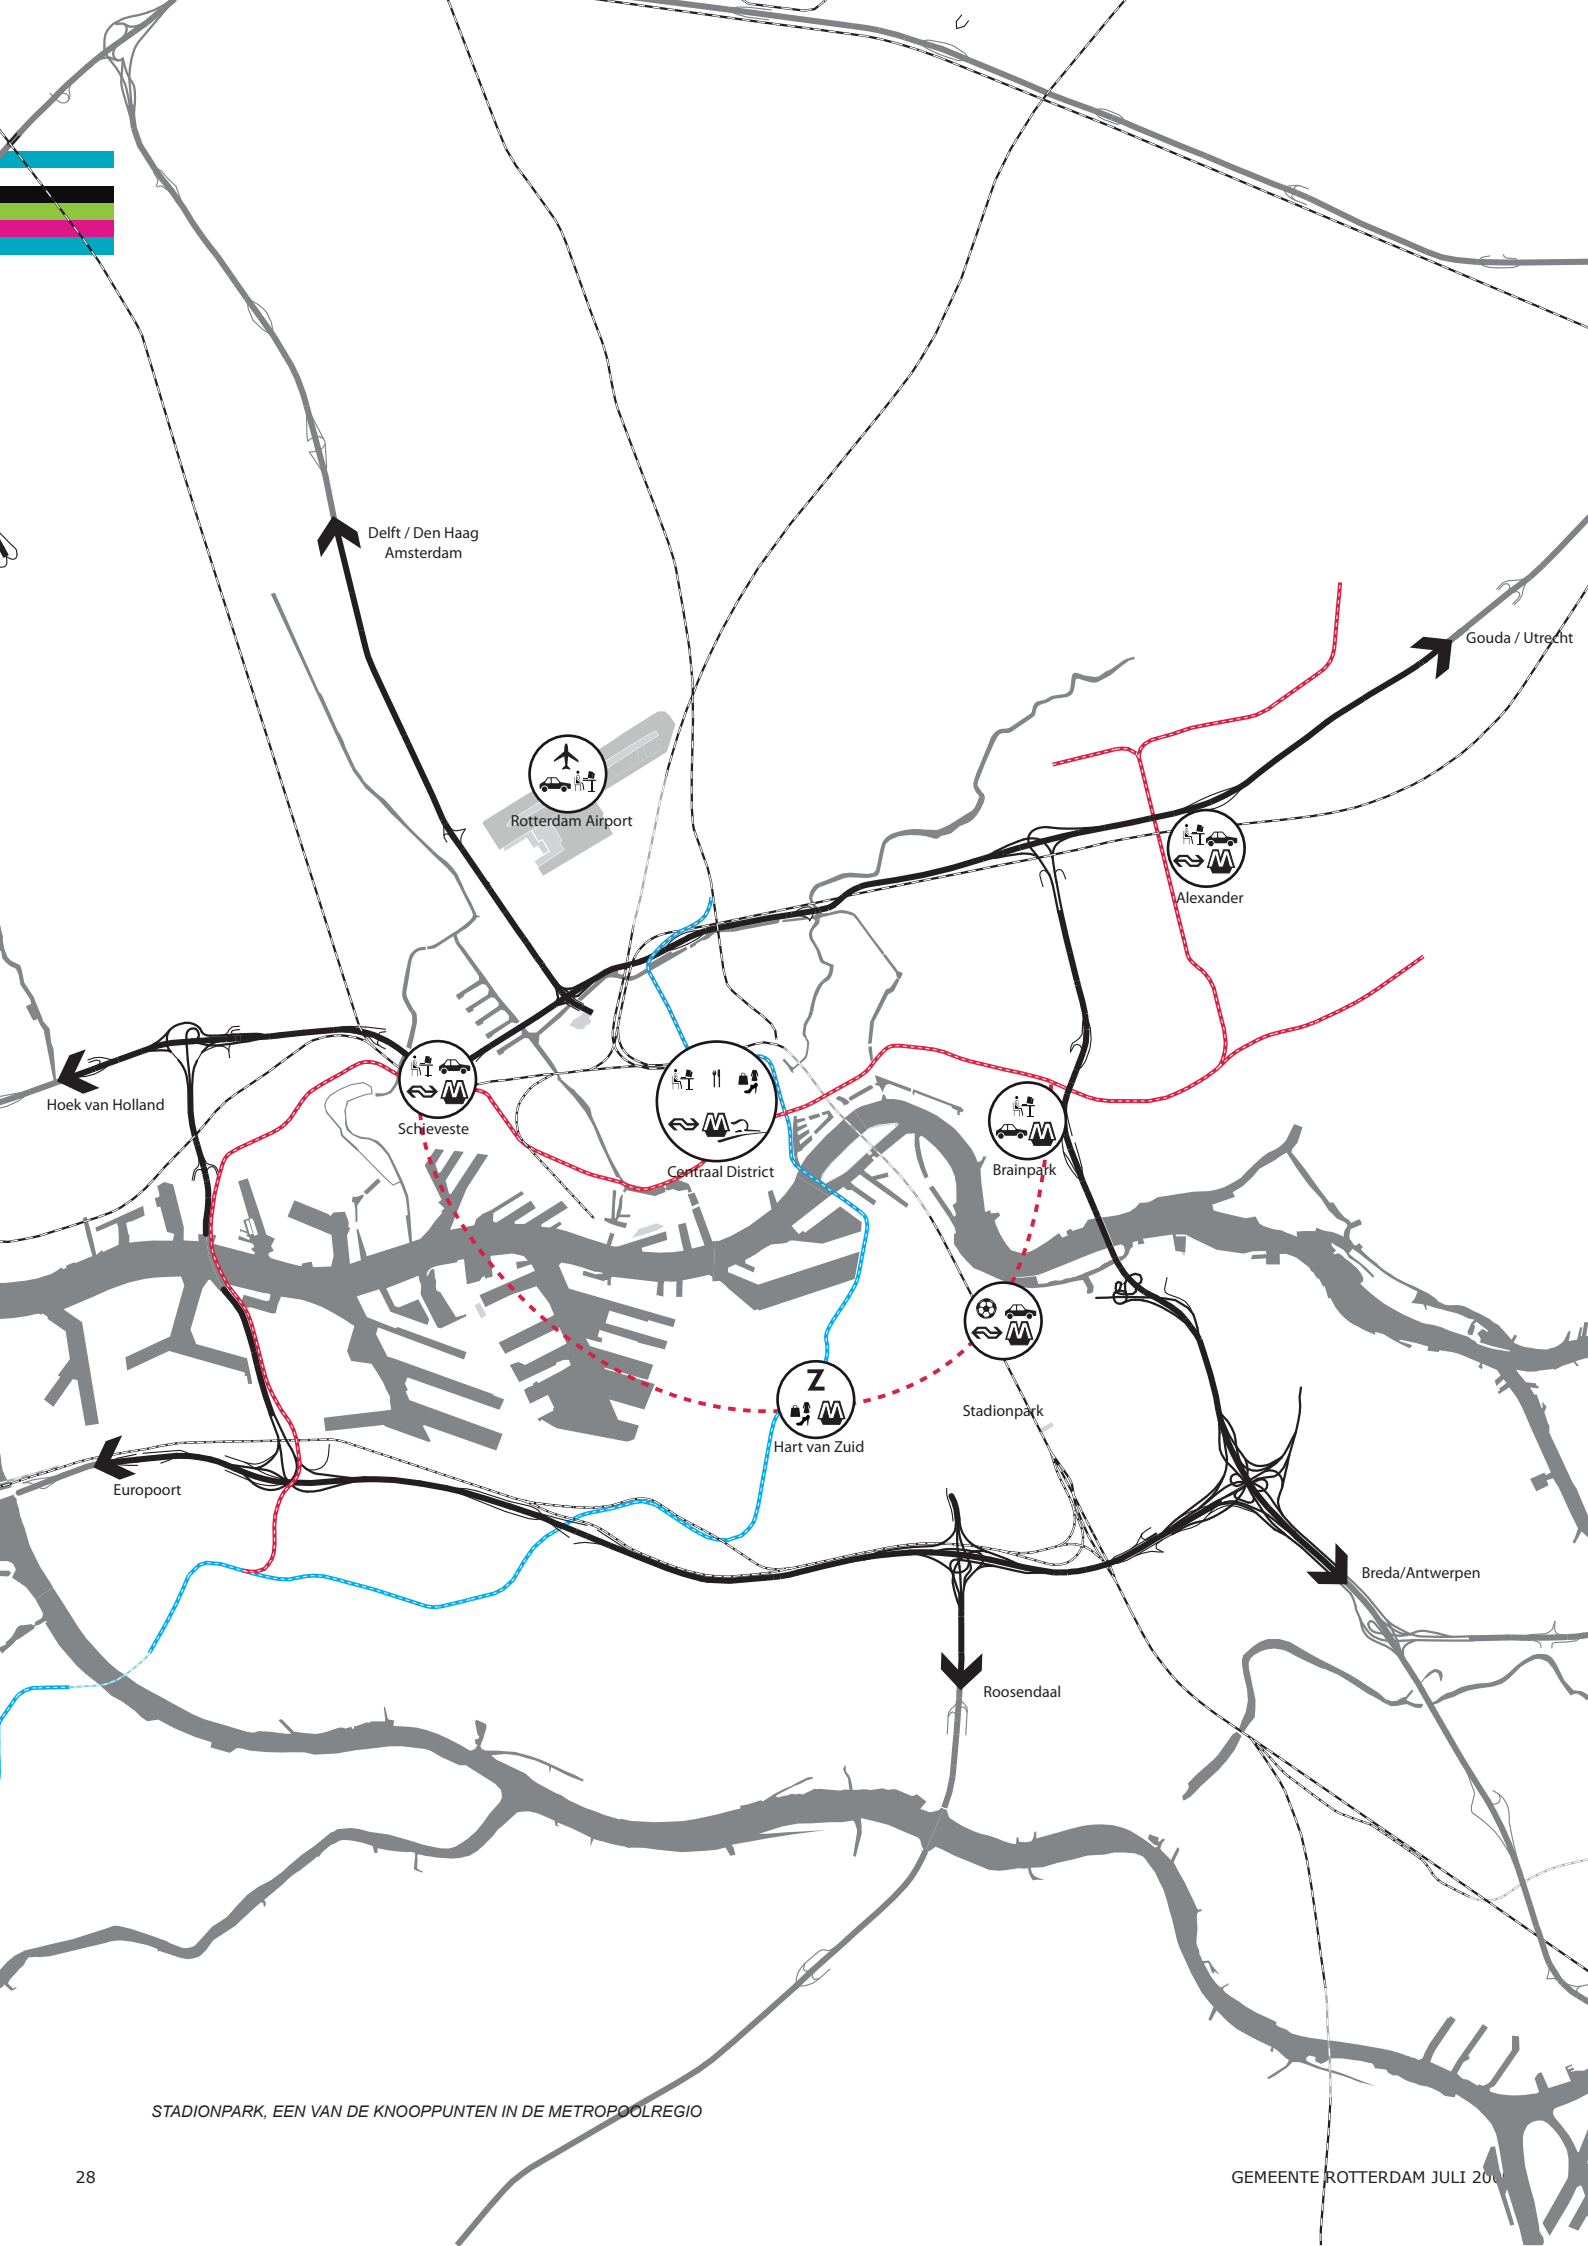 Delft / Den Haag
Amsterdam
Gouda / Utrecht
Rotterdam Airport
Alexander
Hoek van Holland
Schieveste
Centraal District
Brainpark
Z
Stadionpark
Hart van Zuid
Europoort
Breda/Antwerpen
Roosendaal
STADIONPARK, EEN VAN DE KNOOPPUNTEN IN DE METROPOOLREGIO
28
GEMEENTE ROTTERDAM JULI